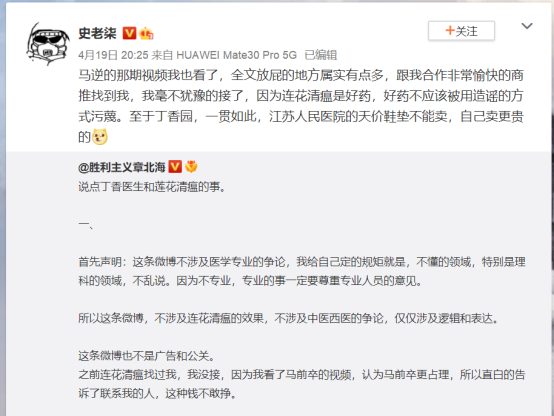 史老柒
+关注
4月19日 20:25 来自 HUAWEI Mate30 Pro 5G 已编辑
马逆的那期视频我也看了，全文放屁的地方属实有点多，跟我合作非常愉快的商
推找到我，我毫不犹豫的接了，因为连花清瘟是好药，好药不应该被用造谣的方
式污蔑。至于丁香园，一贯如此，江苏人民医院的天价鞋垫不能卖，自己卖更贵
的
@胜利主义章北海
说点丁香医生和莲花清瘟的事。
一、
首先声明：这条微博不涉及医学专业的争论，我给自己定的规矩就是，不懂的领域，特别是理
科的领域，不乱说。因为不专业，专业的事一定要尊重专业人员的意见。
所以这条微博，不涉及连花清瘟的效果，不涉及中医西医的争论，仅仅涉及逻辑和表达。
这条微博也不是广告和公关。
之前连花清瘟找过我，我没接，因为我看了马前卒的视频，认为马前卒更占理，所以直白的告
诉了联系我的人，这种钱不敢挣。